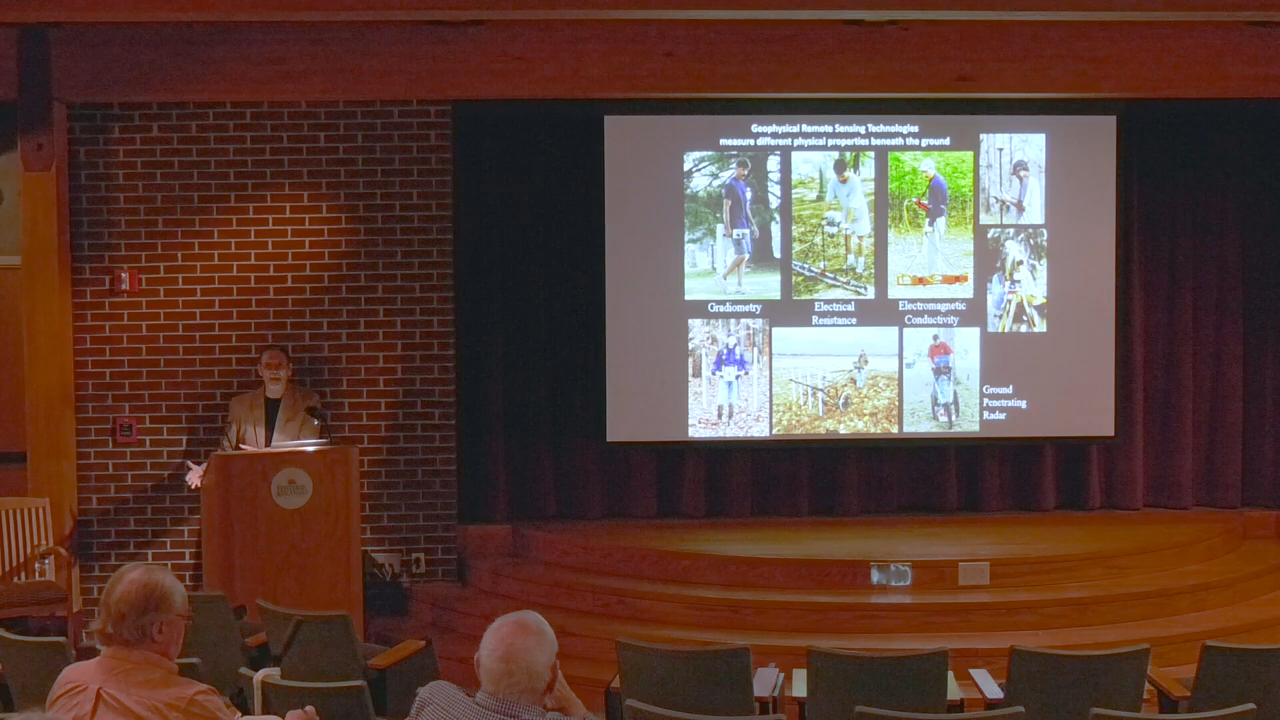 Geophysical Remote Sensing Technologies
measure different physical properties beneath the ground
Gradiometry
Electrical
Resistance
Electromagnetic
Conductivity
Ground
Penetrating
Radar